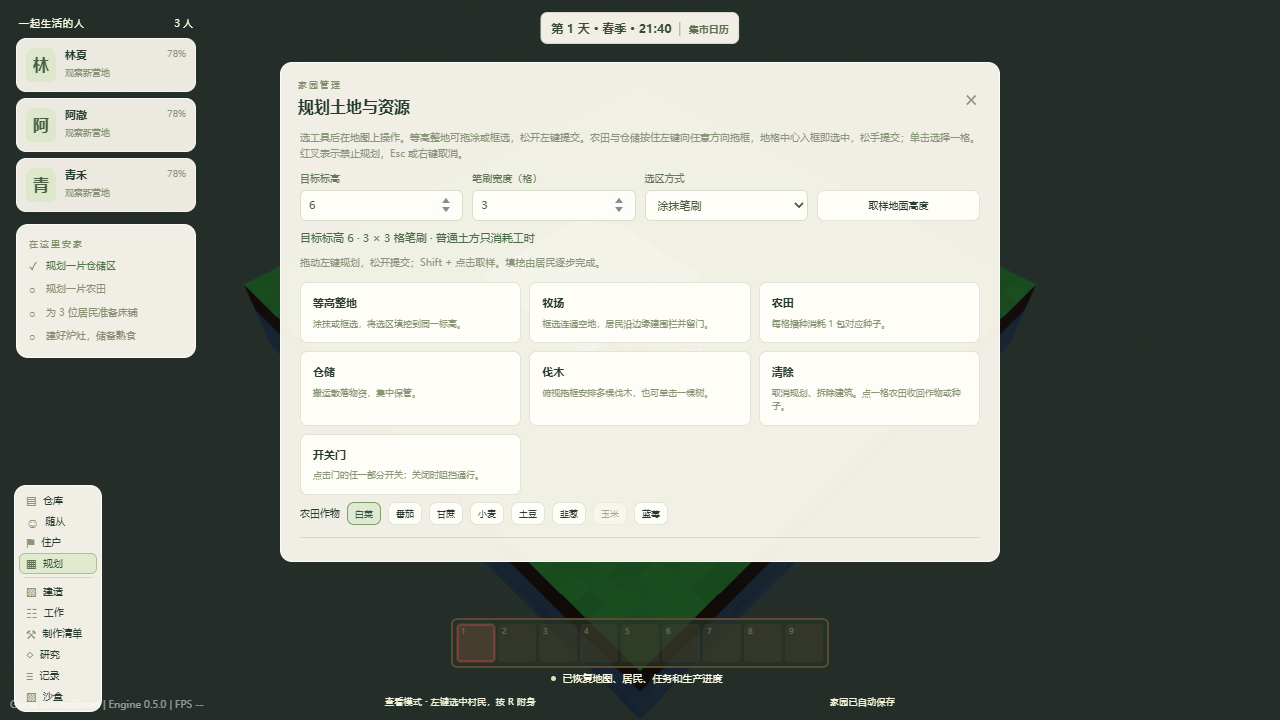 一起生活的人 3 人
林 林夏 78%
观察新营地
阿 阿澈 78%
观察新营地
青 青禾 78%
观察新营地
在这里安家
✓ 规划一片仓储区
○ 规划一片农田
○ 为 3 位居民准备床铺
○ 建好炉灶，储备熟食
第 1 天 • 春季 • 21:40 | 集市日历
家园管理
规划土地与资源
×
选工具后在地图上操作。等高整地可拖涂或框选，松开左键提交。农田与仓储按住左键向任意方向拖框，地格中心入框即选中，松手提交；单击选择一格。
红叉表示禁止规划，Esc 或右键取消。
目标标高 笔刷宽度（格） 选区方式
6 3 涂抹笔刷 取样地面高度
目标标高 6 · 3 × 3 格笔刷 · 普通土方只消耗工时
拖动左键规划，松开提交；Shift + 点击取样。填挖由居民逐步完成。
等高整地 牧场 农田
涂抹或框选，将选区填挖到同一标高。 框选连通空地，居民沿边缘建围栏并留门。 每格播种消耗 1 包对应种子。
仓储 伐木 清除
搬运散落物资，集中保管。 俯视拖框安排多棵伐木，也可单击一棵树。 取消规划、拆除建筑。点一格农田收回作物或种
子。
开关门
点击门的任一部分开关；关闭时阻挡通行。
农田作物 白菜 番茄 甘蔗 小麦 土豆 韭葱 玉米 蓝莓
仓库
随从
住户
规划
建造
工作
制作清单
研究
记录
沙盒
| Engine 0.5.0 | FPS --
1 2 3 4 5 6 7 8 9
• 已恢复地图、居民、任务和生产进度
查看模式 · 左键选中村民，按 R 附身 家园已自动保存